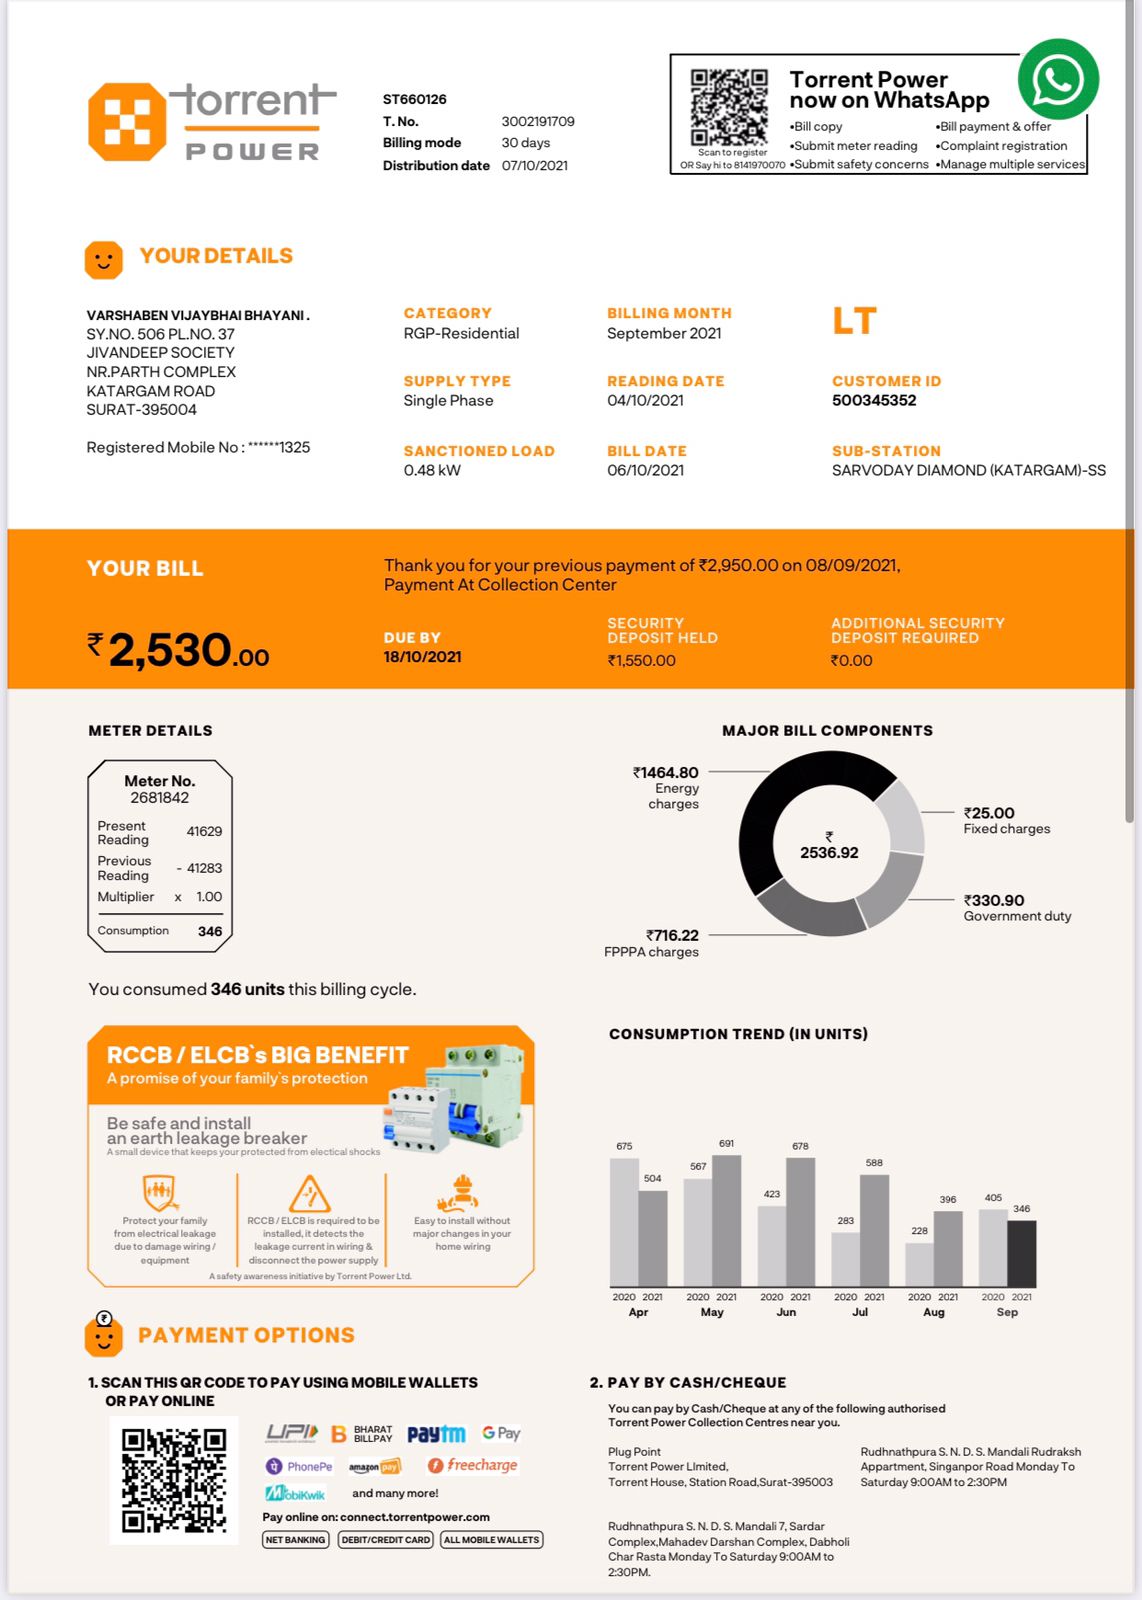 torrent
POWER
ST660126
T. No. 3002191709
Billing mode 30 days
Distribution date 07/10/2021
Torrent Power
now on WhatsApp
•Bill copy •Bill payment & offer
•Submit meter reading •Complaint registration
•Submit safety concerns •Manage multiple services
Scan to register
OR Say hi to 8141970070
YOUR DETAILS
VARSHABEN VIJAYBHAI BHAYANI .
SY.NO. 506 PL.NO. 37
JIVANDEEP SOCIETY
NR.PARTH COMPLEX
KATARGAM ROAD
SURAT-395004
Registered Mobile No : ******1325
CATEGORY
RGP-Residential
BILLING MONTH
September 2021
LT
SUPPLY TYPE
Single Phase
READING DATE
04/10/2021
CUSTOMER ID
500345352
SANCTIONED LOAD
0.48 kW
BILL DATE
06/10/2021
SUB-STATION
SARVODAY DIAMOND (KATARGAM)-SS
YOUR BILL
Thank you for your previous payment of ₹2,950.00 on 08/09/2021,
Payment At Collection Center
₹2,530.00
DUE BY
18/10/2021
SECURITY
DEPOSIT HELD
₹1,550.00
ADDITIONAL SECURITY
DEPOSIT REQUIRED
₹0.00
METER DETAILS
Meter No.
2681842
Present
Reading 41629
Previous
Reading - 41283
Multiplier x 1.00
Consumption 346
You consumed 346 units this billing cycle.
MAJOR BILL COMPONENTS
₹1464.80
Energy
charges
₹25.00
Fixed charges
₹
2536.92
₹330.90
Government duty
₹716.22
FPPPA charges
RCCB / ELCB`s BIG BENEFIT
A promise of your family's protection
Be safe and install
an earth leakage breaker
A small device that keeps your protected from electical shocks
Protect your family
from electrical leakage
due to damage wiring /
equipment
RCCB / ELCB is required to be
installed, it detects the
leakage current in wiring &
disconnect the power supply
Easy to install without
major changes in your
home wiring
A safety awareness initiative by Torrent Power Ltd.
CONSUMPTION TREND (IN UNITS)
675 504 567 691 423 678 283 588 228 396 405 346
2020 2021 2020 2021 2020 2021 2020 2021 2020 2021 2020 2021
Apr May Jun Jul Aug Sep
₹
PAYMENT OPTIONS
1. SCAN THIS QR CODE TO PAY USING MOBILE WALLETS
OR PAY ONLINE
UPI B BHARAT BILLPAY paytm G Pay
PhonePe amazon pay freecharge
MobiKwik and many more!
Pay online on: connect.torrentpower.com
NET BANKING DEBIT/CREDIT CARD ALL MOBILE WALLETS
2. PAY BY CASH/CHEQUE
You can pay by Cash/Cheque at any of the following authorised
Torrent Power Collection Centres near you.
Plug Point
Torrent Power LImited,
Torrent House, Station Road,Surat-395003
Rudhnathpura S. N. D. S. Mandali Rudraksh
Appartment, Singanpor Road Monday To
Saturday 9:00AM to 2:30PM
Rudhnathpura S. N. D. S. Mandali 7, Sardar
Complex,Mahadev Darshan Complex, Dabholi
Char Rasta Monday To Saturday 9:00AM to
2:30PM.